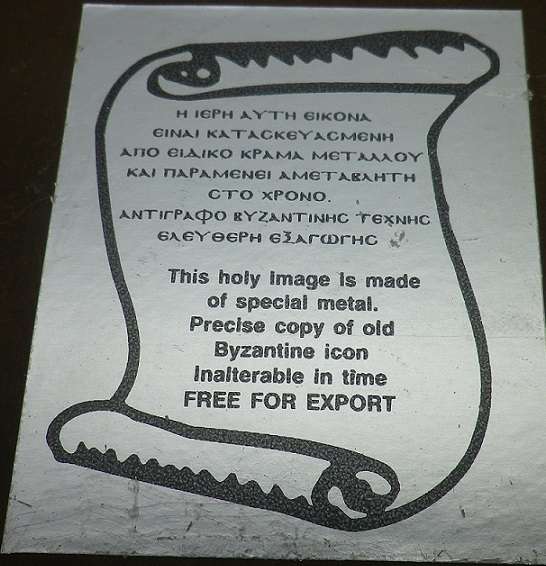 Η ΙΕΡΗ ΑΥΤΗ ΕΙΚΟΝΑ
ΕΙΝΑΙ ΚΑΤΑΣΚΕΥΑΣΜΕΝΗ
ΑΠΟ ΕΙΔΙΚΟ ΚΡΑΜΑ ΜΕΤΑΛΛΟΥ
ΚΑΙ ΠΑΡΑΜΕΝΕΙ ΑΜΕΤΑΒΛΗΤΗ
ΣΤΟ ΧΡΟΝΟ.
ΑΝΤΙΓΡΑΦΟ ΒΥΖΑΝΤΙΝΗΣ ΤΕΧΝΗΣ
ΕΛΕΥΘΕΡΗ ΕΞΑΓΩΓΗΣ
This holy image is made
of special metal.
Precise copy of old
Byzantine icon
Inalterable in time
FREE FOR EXPORT